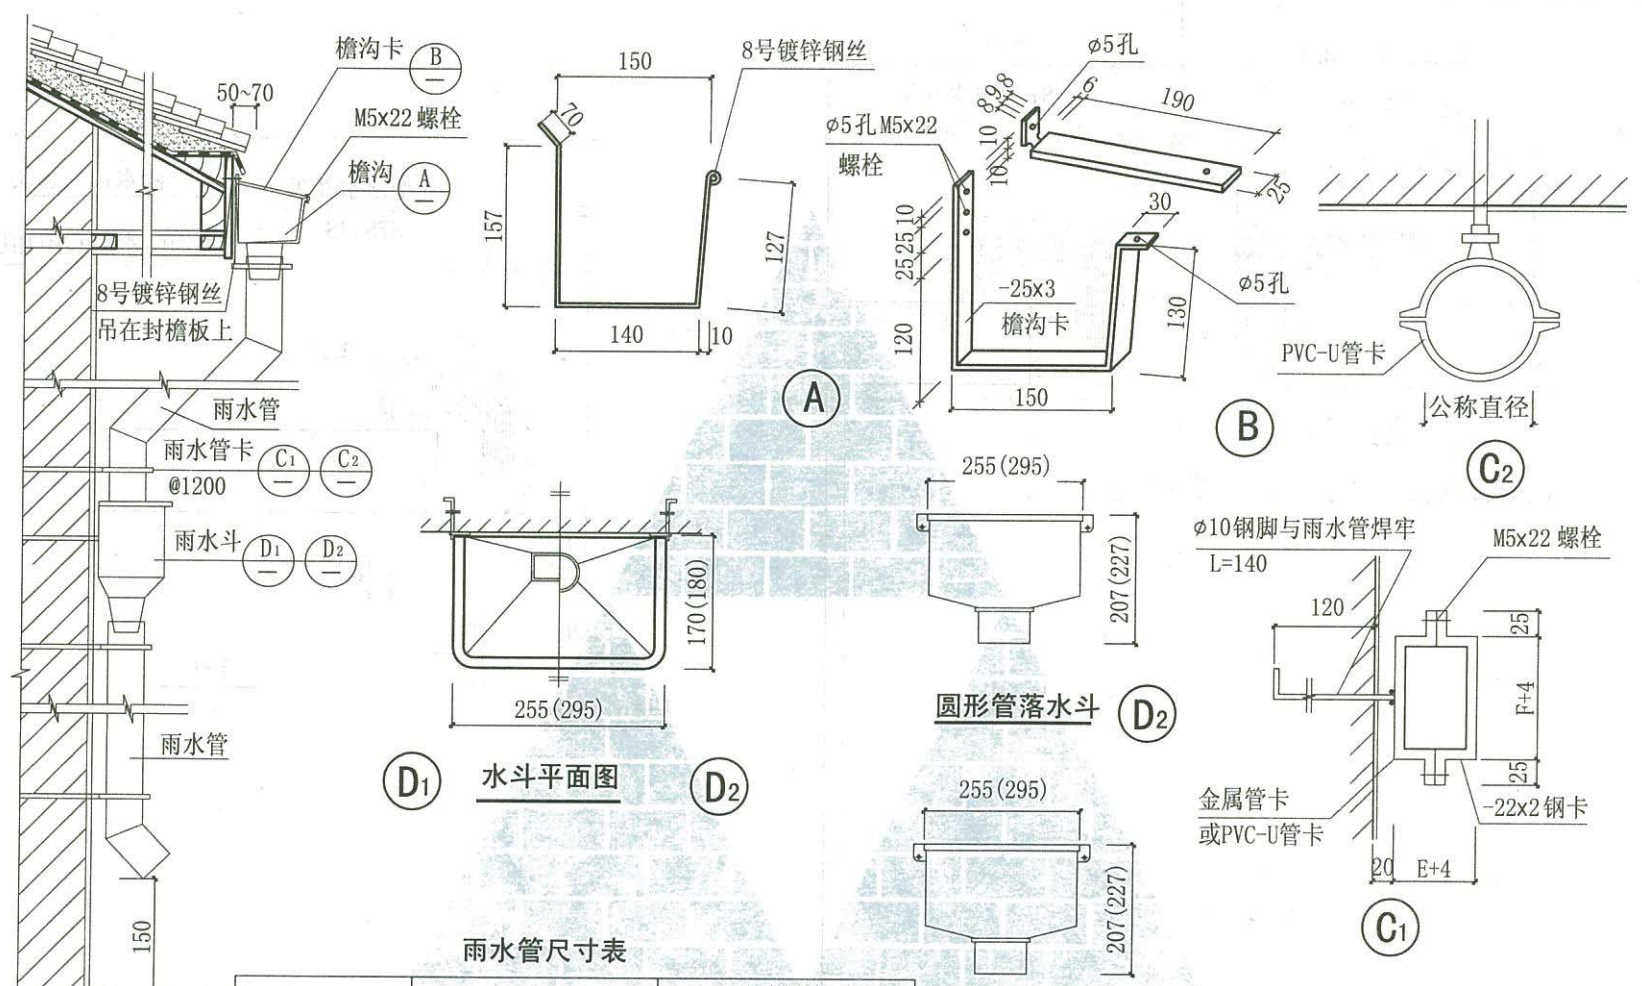 檐沟卡
B
50~70
M5x22 螺栓
檐沟
A
8号镀锌钢丝
吊在封檐板上
雨水管
雨水管卡
@1200
C1
C2
雨水斗
D1
D2
雨水管
150
150
8号镀锌钢丝
70
157
127
140
10
A
ø5孔
8 9 8
6
190
10
10
25
ø5孔 M5x22
螺栓
30
10
25
25
120
-25x3
檐沟卡
ø5孔
130
150
B
PVC-U管卡
公称直径
C2
170(180)
255(295)
D1
水斗平面图
D2
255(295)
207(227)
圆形管落水斗
D2
255(295)
207(227)
ø10钢脚与雨水管焊牢
L=140
M5x22 螺栓
120
25
F+4
25
金属管卡
或PVC-U管卡
-22x2钢卡
20
E+4
C1
雨水管尺寸表